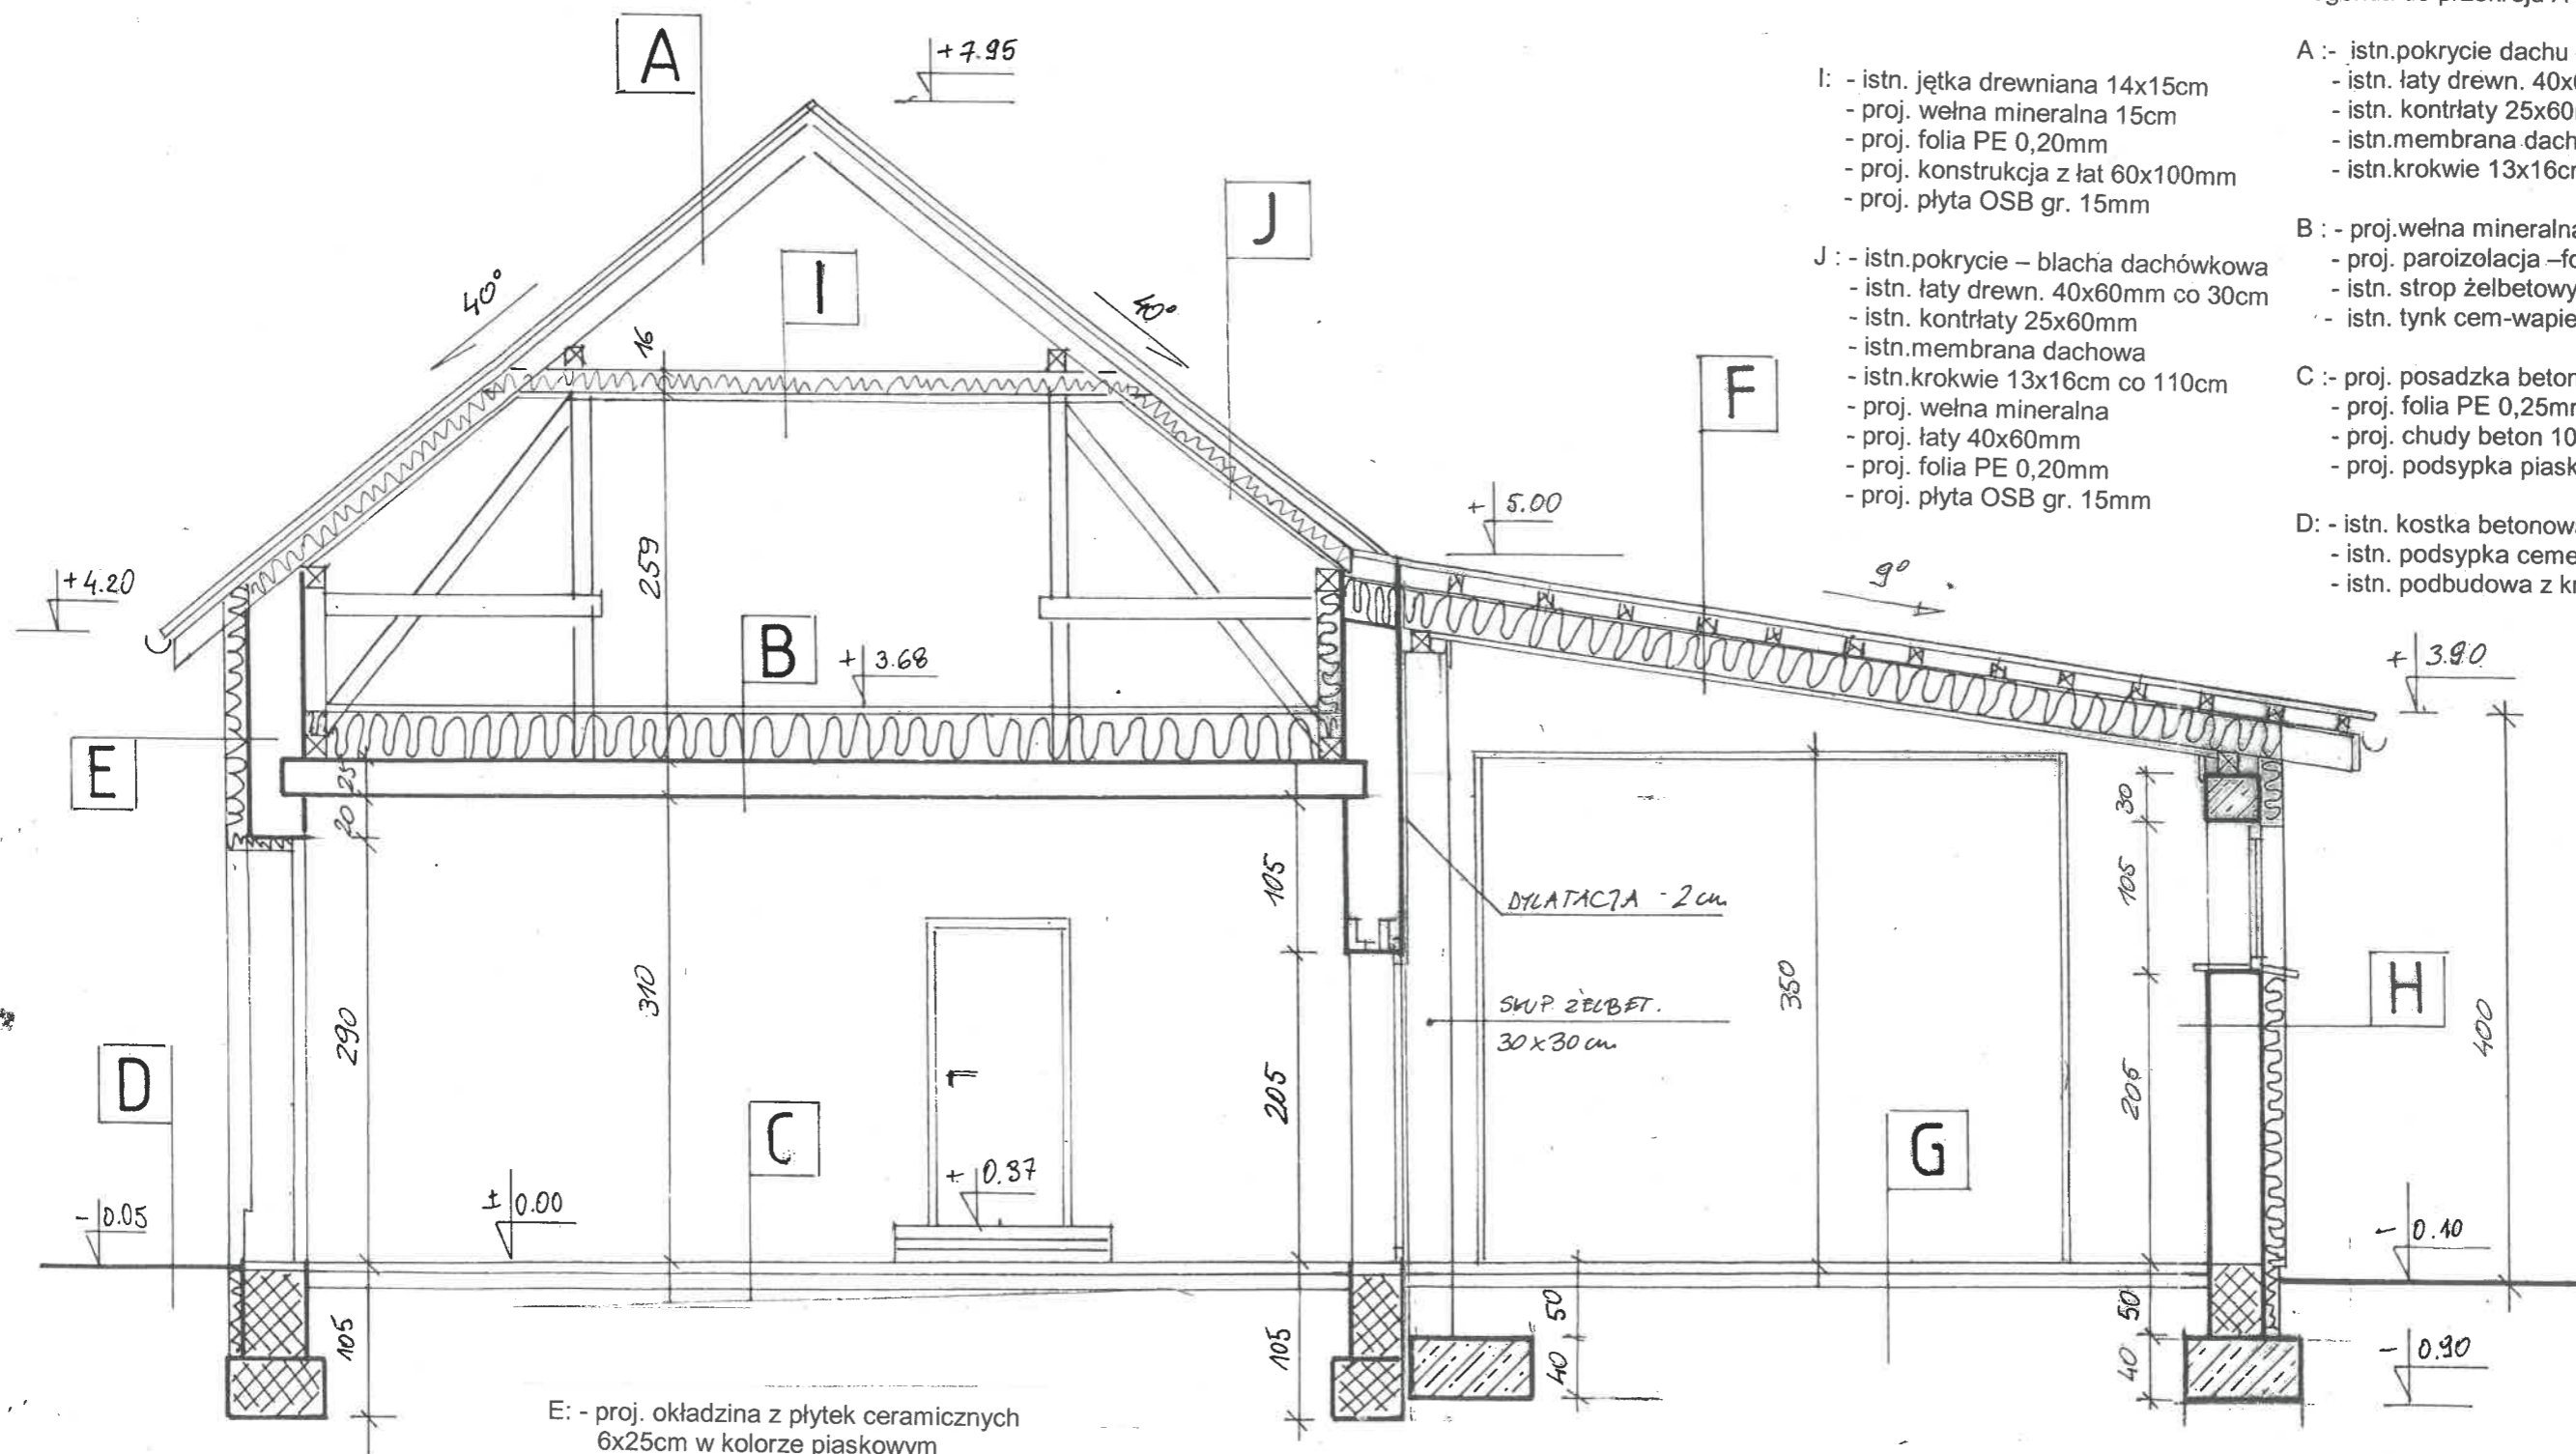 A
+7.95
40°
I
J
40°
16
259
+4.20
B
+3.68
E
25
20
F
+5.00
9°
+3.90
30
105
105
DYLATACJA - 2cm
SŁUP ŻELBET.
30x30cm
350
310
290
D
C
205
205
G
H
400
-0.05
±0.00
+0.37
-0.10
-0.90
105
105
50
40
50
40
I: - istn. jętka drewniana 14x15cm
- proj. wełna mineralna 15cm
- proj. folia PE 0,20mm
- proj. konstrukcja z łat 60x100mm
- proj. płyta OSB gr. 15mm
J : - istn.pokrycie – blacha dachówkowa
- istn. łaty drewn. 40x60mm co 30cm
- istn. kontrłaty 25x60mm
- istn.membrana dachowa
- istn.krokwie 13x16cm co 110cm
- proj. wełna mineralna
- proj. łaty 40x60mm
- proj. folia PE 0,20mm
- proj. płyta OSB gr. 15mm
A :- istn.pokrycie dachu
- istn. łaty drewn. 40x
- istn. kontrłaty 25x60
- istn.membrana dach
- istn.krokwie 13x16c
B : - proj.wełna mineralna
- proj. paroizolacja –fo
- istn. strop żelbetowy
- istn. tynk cem-wapie
C :- proj. posadzka beton
- proj. folia PE 0,25m
- proj. chudy beton 10
- proj. podsypka piask
D: - istn. kostka betonowa
- istn. podsypka ceme
- istn. podbudowa z k
E: - proj. okładzina z płytek ceramicznych
6x25cm w kolorze piaskowym